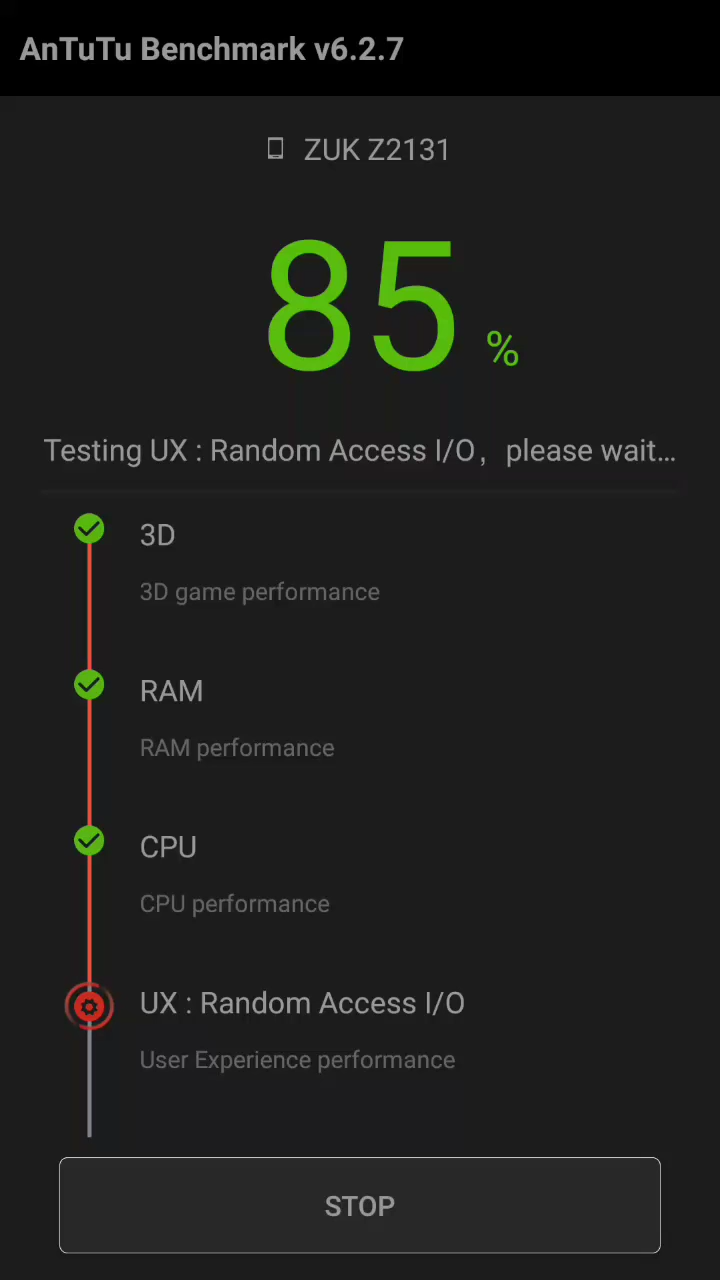 AnTuTu Benchmark v6.2.7
ZUK Z2131
85 %
Testing UX : Random Access I/O，please wait...
3D
3D game performance
RAM
RAM performance
CPU
CPU performance
UX : Random Access I/O
User Experience performance
STOP